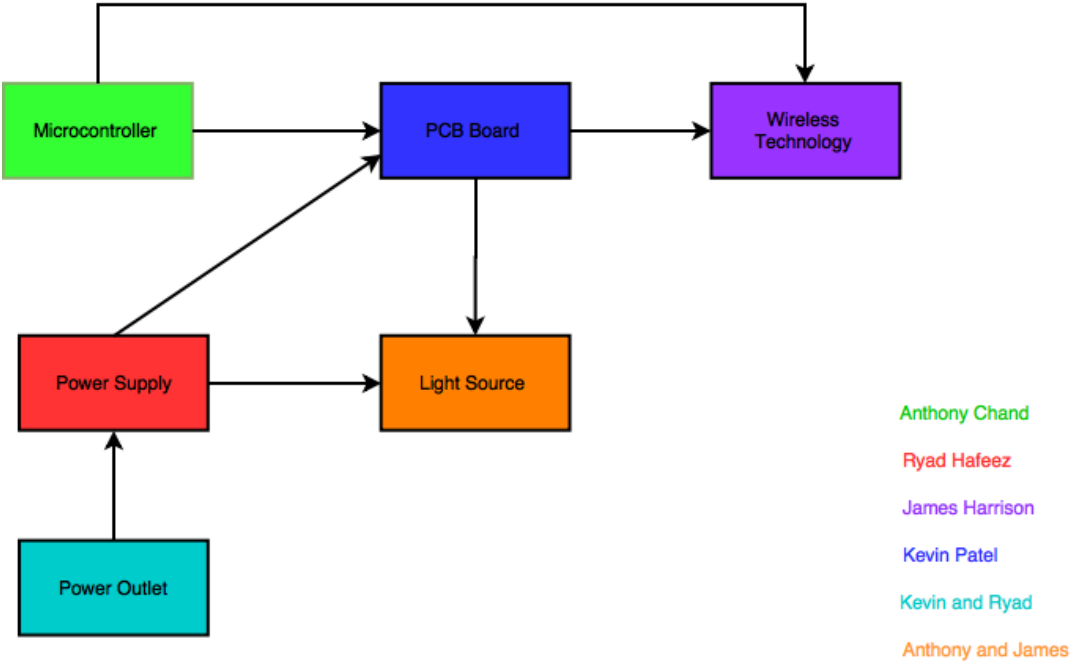 Microcontroller
PCB Board
Wireless
Technology
Power Supply
Light Source
Power Outlet
Anthony Chand
Ryad Hafeez
James Harrison
Kevin Patel
Kevin and Ryad
Anthony and James